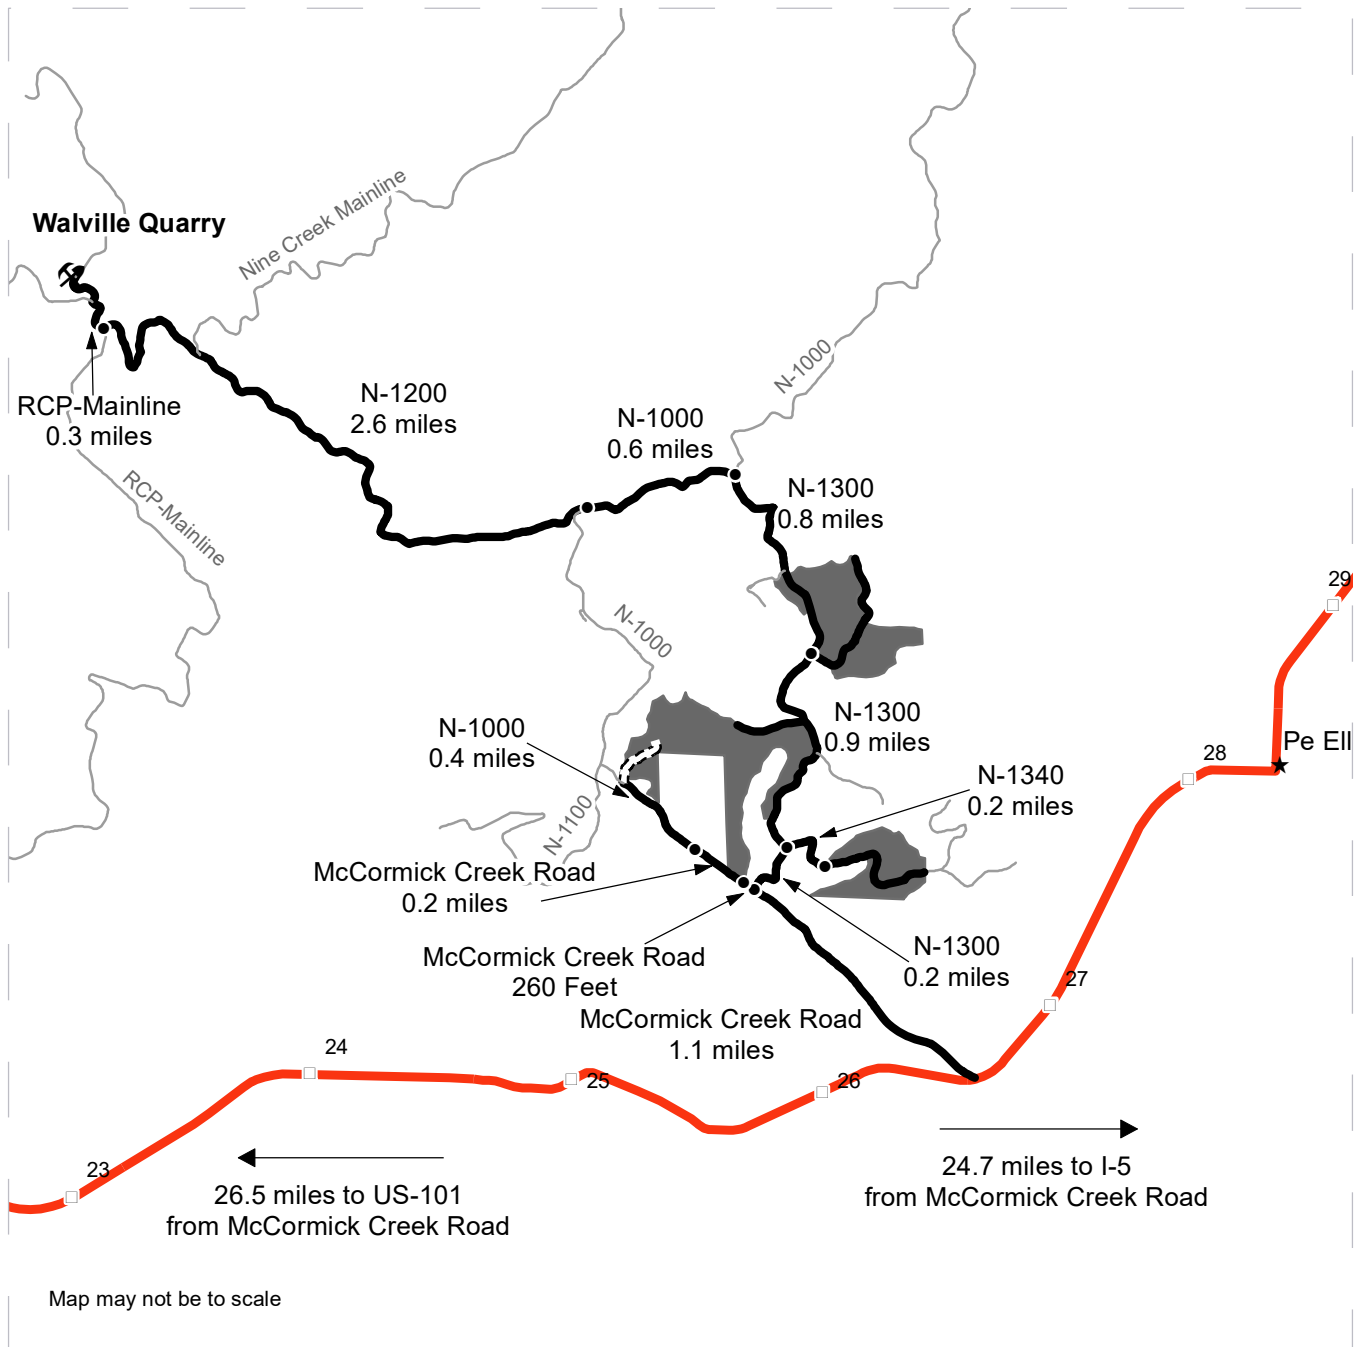 Walville Quarry
Nine Creek Mainline
N-1000
RCP-Mainline
0.3 miles
N-1200
2.6 miles
N-1000
0.6 miles
RCP-Mainline
N-1300
0.8 miles
29
N-1000
N-1000
0.4 miles
N-1300
0.9 miles
Pe Ell
28
N-1340
0.2 miles
N-1100
McCormick Creek Road
0.2 miles
McCormick Creek Road
260 Feet
N-1300
0.2 miles
27
McCormick Creek Road
1.1 miles
24
25
26
23
26.5 miles to US-101
from McCormick Creek Road
24.7 miles to I-5
from McCormick Creek Road
Map may not be to scale